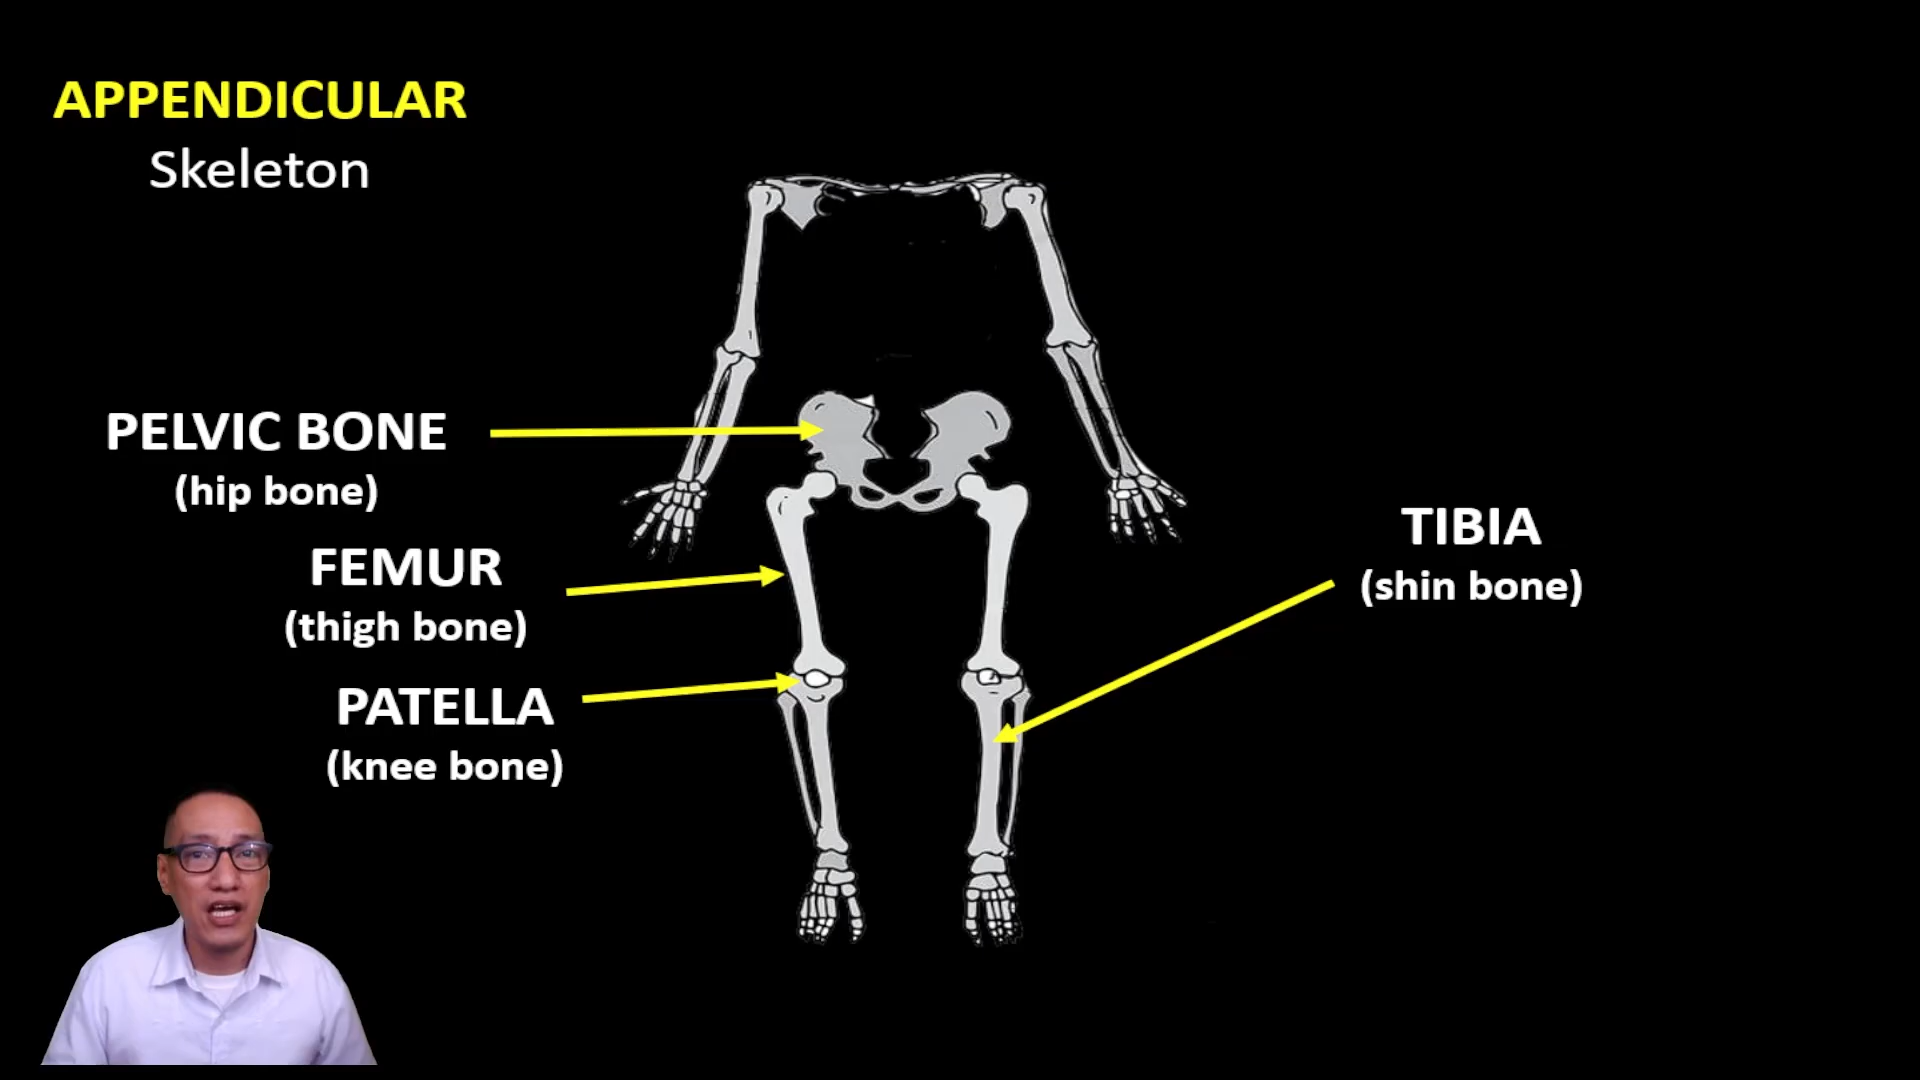 APPENDICULAR
Skeleton
PELVIC BONE
(hip bone)
FEMUR
(thigh bone)
PATELLA
(knee bone)
TIBIA
(shin bone)